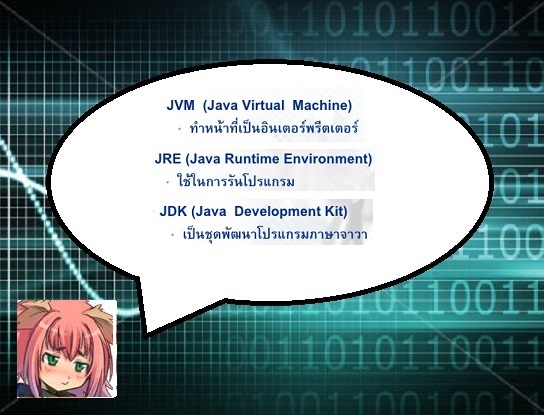 JVM (Java Virtual Machine)
· ทำหน้าที่เป็นอินเตอร์พรีตเตอร์
JRE (Java Runtime Environment)
· ใช้ในการรันโปรแกรม
JDK (Java Development Kit)
· เป็นชุดพัฒนาโปรแกรมภาษาจาวา